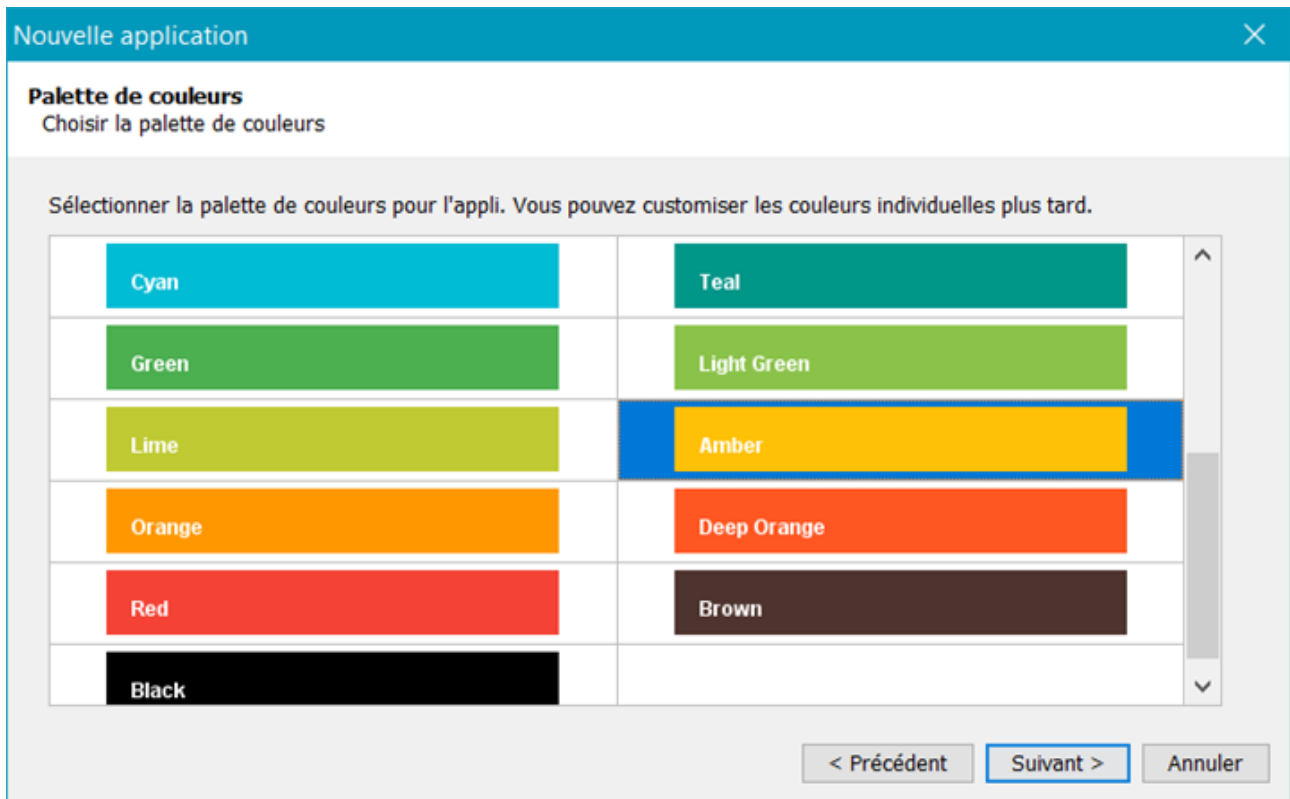 Nouvelle application
Palette de couleurs
Choisir la palette de couleurs
Sélectionner la palette de couleurs pour l'appli. Vous pouvez customiser les couleurs individuelles plus tard.
Cyan
Teal
Green
Light Green
Lime
Amber
Orange
Deep Orange
Red
Brown
Black
< Précédent
Suivant >
Annuler